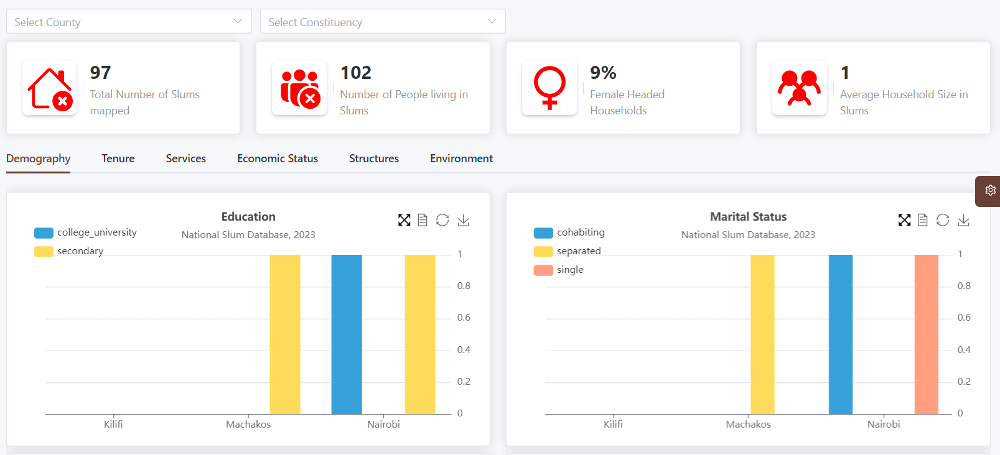 Select County
Select Constituency
97
Total Number of Slums
mapped
102
Number of People living in
Slums
9%
Female Headed
Households
1
Average Household Size in
Slums
Demography
Tenure
Services
Economic Status
Structures
Environment
Education
National Slum Database, 2023
college_university
secondary
1
0.8
0.6
0.4
0.2
0
Kilifi
Machakos
Nairobi
Marital Status
National Slum Database, 2023
cohabiting
separated
single
1
0.8
0.6
0.4
0.2
0
Kilifi
Machakos
Nairobi